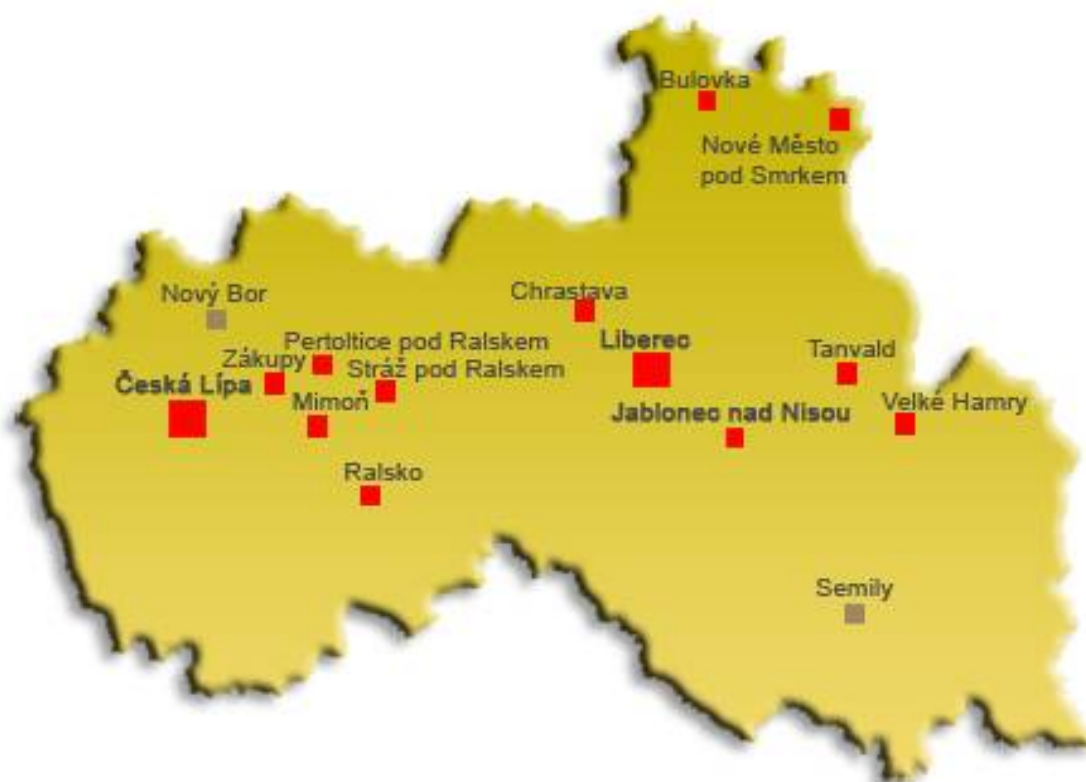 Bulovka
Nové Město
pod Smrkem
Nový Bor
Chrastava
Pertoltice pod Ralskem
Liberec
Zákupy
Stráž pod Ralskem
Tanvald
Česká Lípa
Mimoň
Jablonec nad Nisou
Velké Hamry
Ralsko
Semily